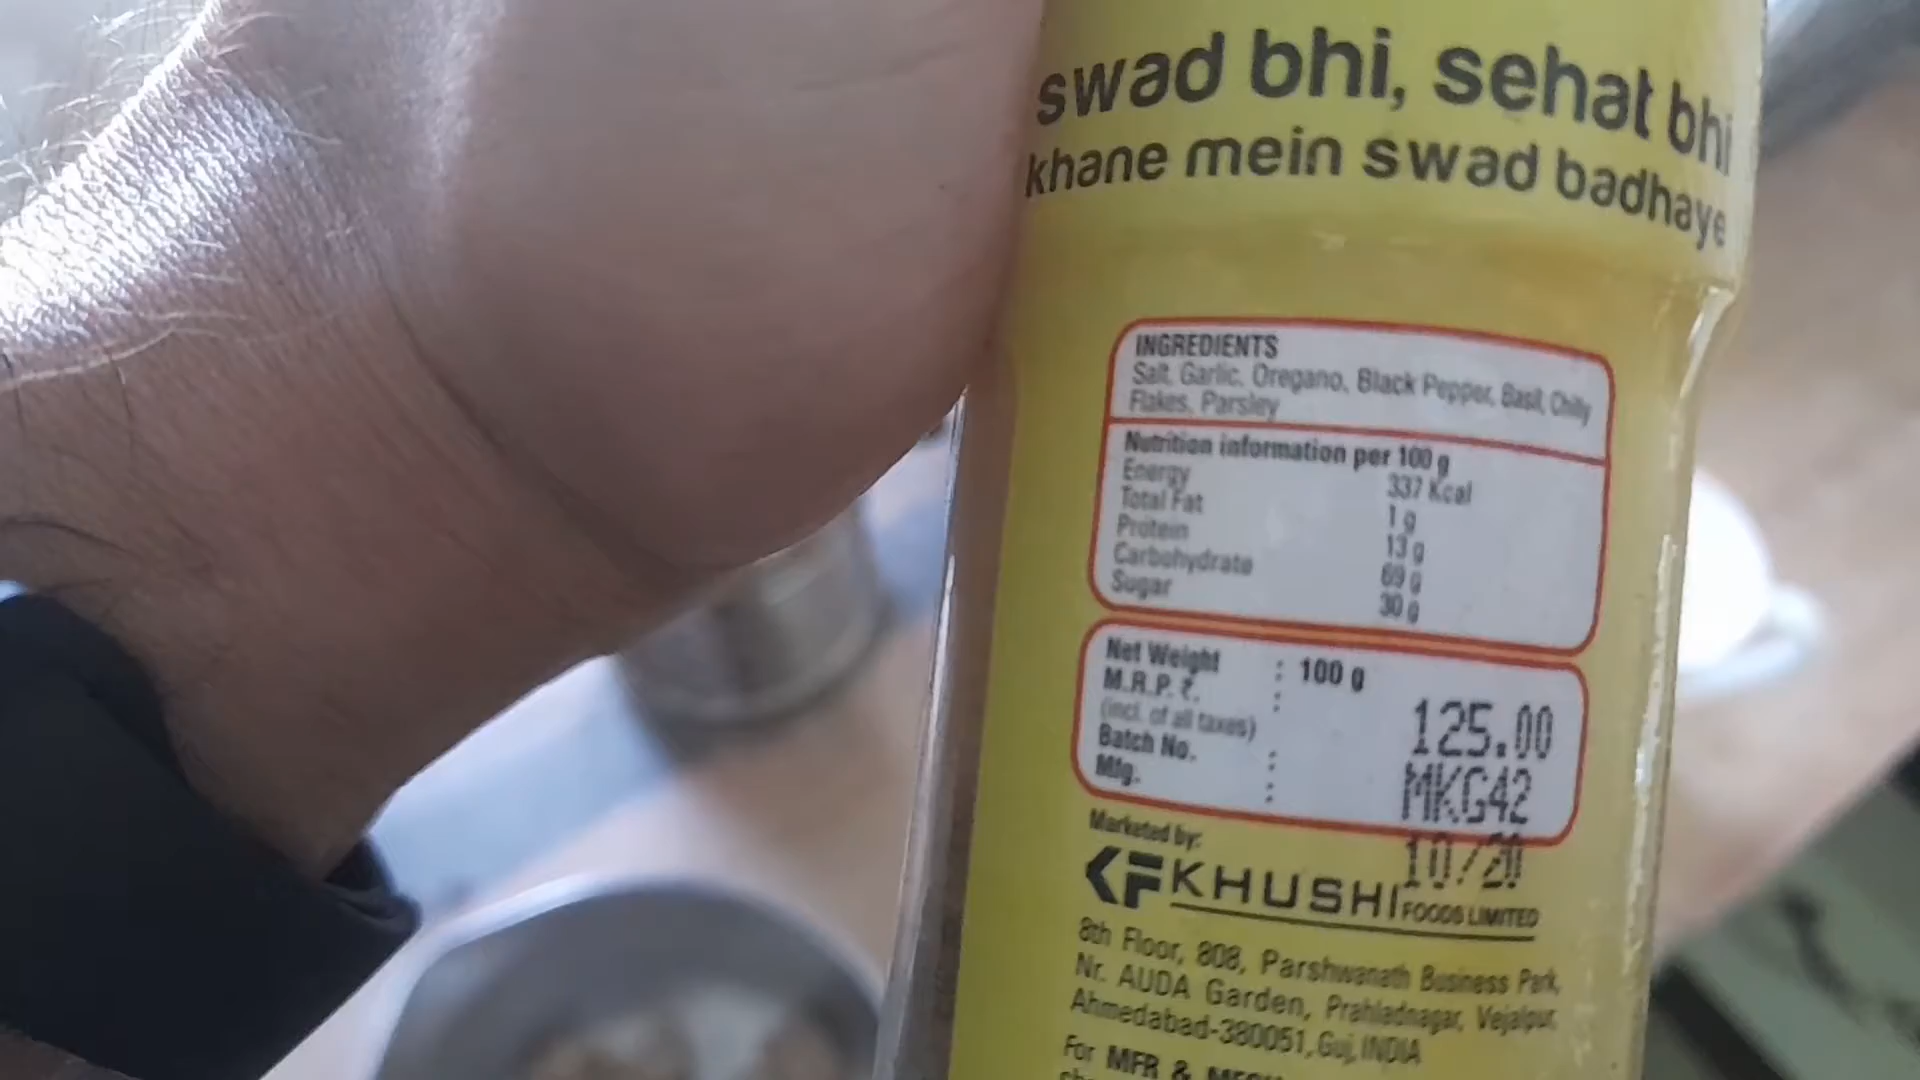 swad bhi, sehat bhi
khane mein swad badhaye
INGREDIENTS
Salt, Garlic, Oregano, Black Pepper, Basil, Chilly
Flakes, Parsley
Nutrition information per 100 g
Energy 337 Kcal
Total Fat 1 g
Protein 13 g
Carbohydrate 69 g
Sugar 30 g
Net Weight : 100 g
M.R.P. ₹. : 125.00
(incl. of all taxes)
Batch No. : MKG42
Mfg. : 10/20
Marketed by:
KF KHUSHI FOODS LIMITED
8th Floor, 808, Parshwanath Business Park,
Nr. AUDA Garden, Prahladnagar, Vejalpur,
Ahmedabad-380051, Guj, INDIA
For MFR &